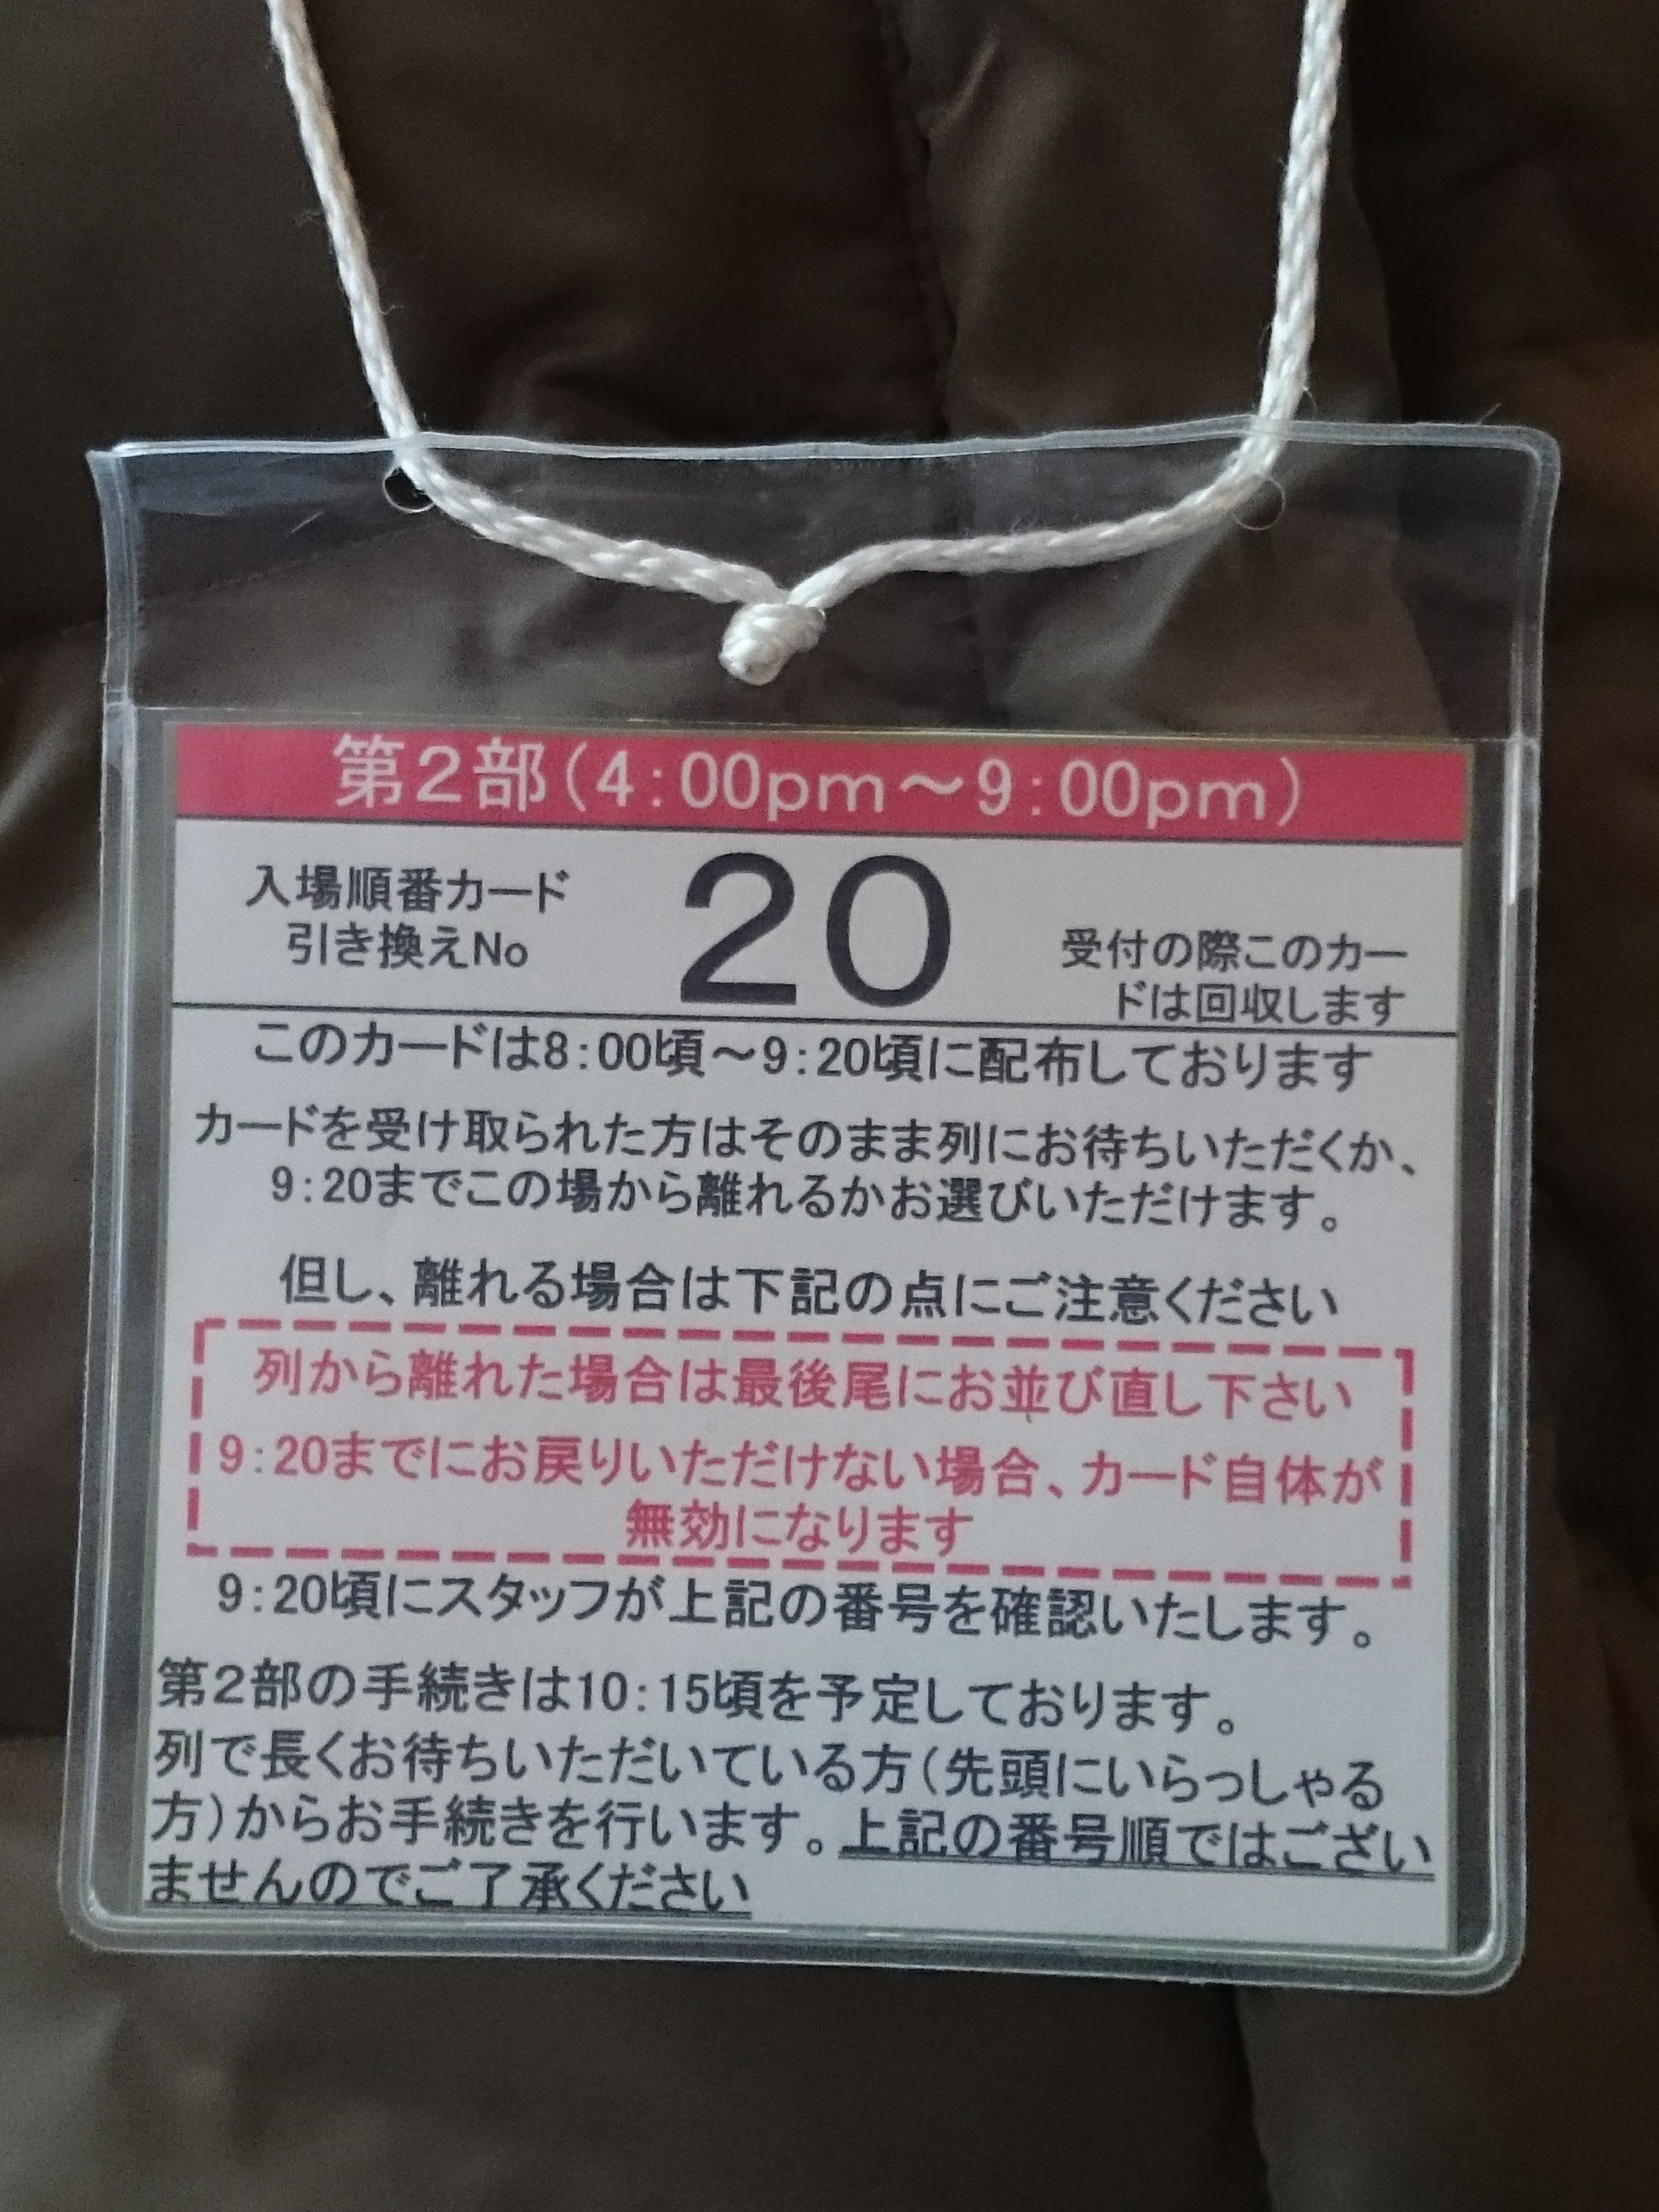 第2部(4:00pm～9:00pm)
入場順番カード
引き換えNo
20
受付の際このカー
ドは回収します
このカードは8:00頃～9:20頃に配布しております
カードを受け取られた方はそのまま列にお待ちいただくか、
9:20までこの場から離れるかお選びいただけます。
但し、離れる場合は下記の点にご注意ください
列から離れた場合は最後尾にお並び直し下さい
9:20までにお戻りいただけない場合、カード自体が
無効になります
9:20頃にスタッフが上記の番号を確認いたします。
第2部の手続きは10:15頃を予定しております。
列で長くお待ちいただいている方(先頭にいらっしゃる
方)からお手続きを行います。上記の番号順ではござい
ませんのでご了承ください